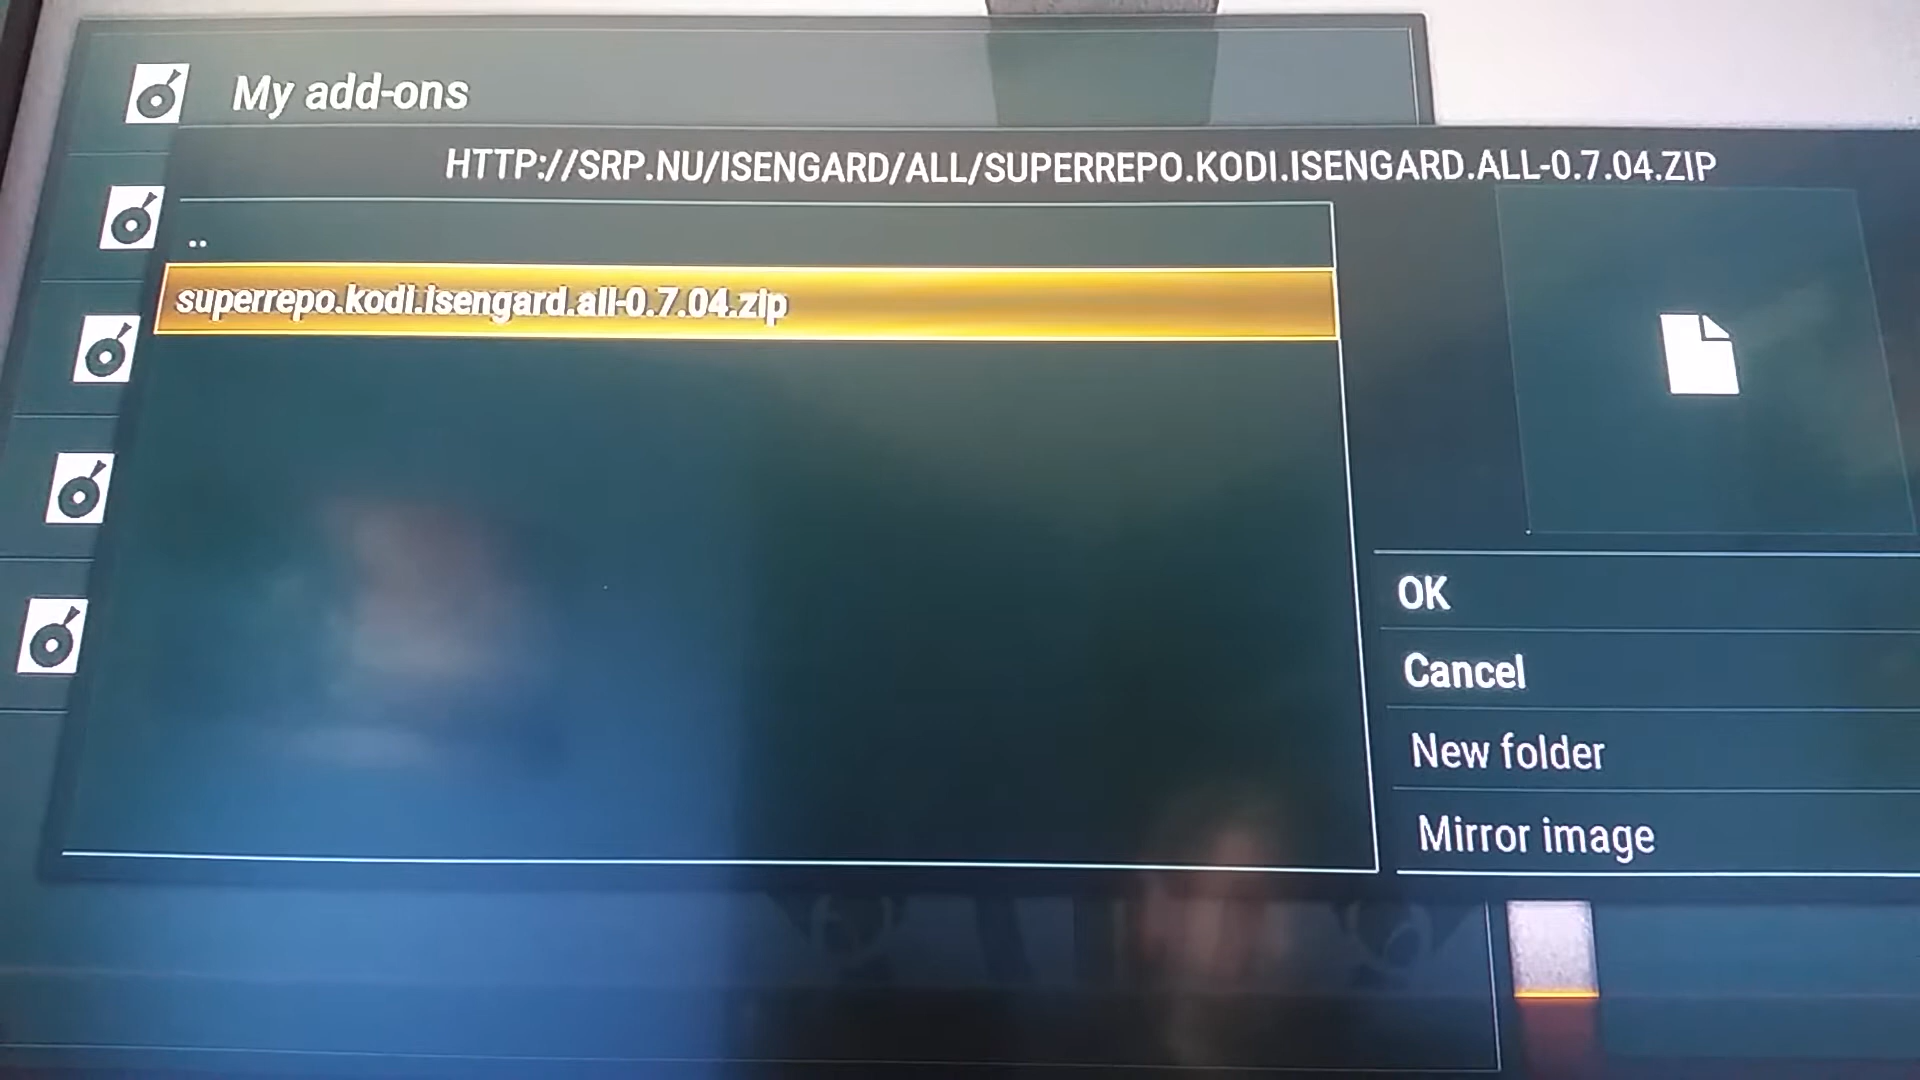 My add-ons
HTTP://SRP.NU/ISENGARD/ALL/SUPERREPO.KODI.ISENGARD.ALL-0.7.04.ZIP
..
superrepo.kodi.isengard.all-0.7.04.zip
OK
Cancel
New folder
Mirror image